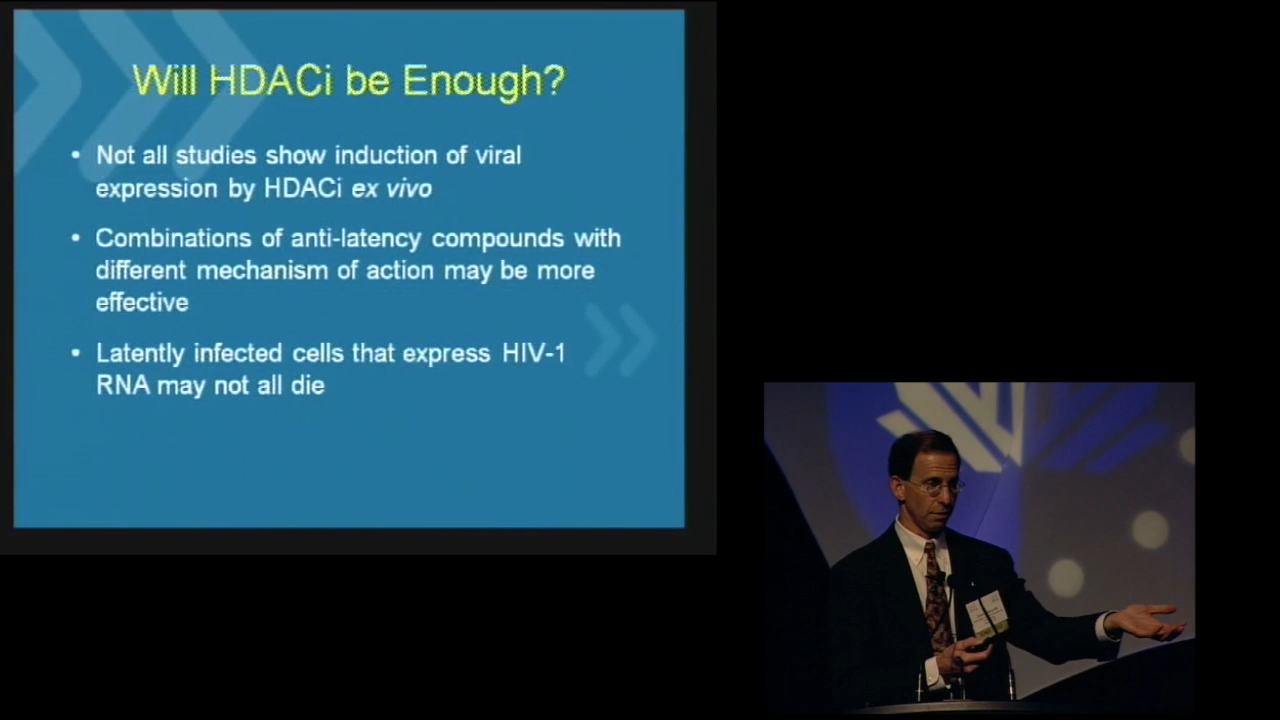 Will HDACi be Enough?
• Not all studies show induction of viral
expression by HDACi ex vivo
• Combinations of anti-latency compounds with
different mechanism of action may be more
effective
• Latently infected cells that express HIV-1
RNA may not all die